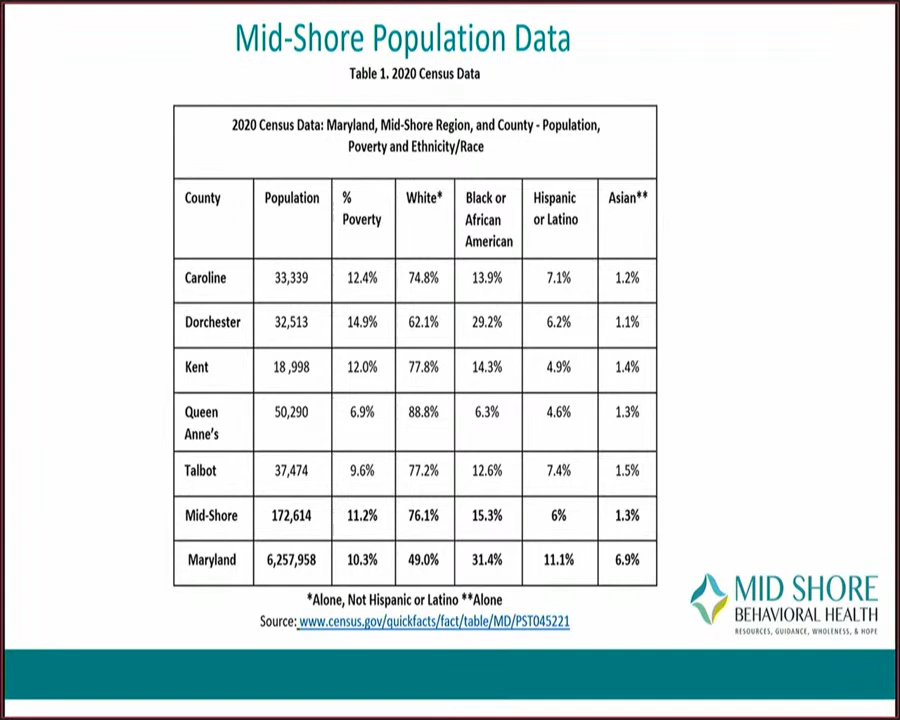 Mid-Shore Population Data
Table 1. 2020 Census Data
2020 Census Data: Maryland, Mid-Shore Region, and County - Population,
Poverty and Ethnicity/Race
County Population % Poverty White* Black or African American Hispanic or Latino Asian**
Caroline 33,339 12.4% 74.8% 13.9% 7.1% 1.2%
Dorchester 32,513 14.9% 62.1% 29.2% 6.2% 1.1%
Kent 18 ,998 12.0% 77.8% 14.3% 4.9% 1.4%
Queen Anne's 50,290 6.9% 88.8% 6.3% 4.6% 1.3%
Talbot 37,474 9.6% 77.2% 12.6% 7.4% 1.5%
Mid-Shore 172,614 11.2% 76.1% 15.3% 6% 1.3%
Maryland 6,257,958 10.3% 49.0% 31.4% 11.1% 6.9%
*Alone, Not Hispanic or Latino **Alone
Source: www.census.gov/quickfacts/fact/table/MD/PST045221
MID SHORE
BEHAVIORAL HEALTH
RESOURCES, GUIDANCE, WHOLENESS, & HOPE